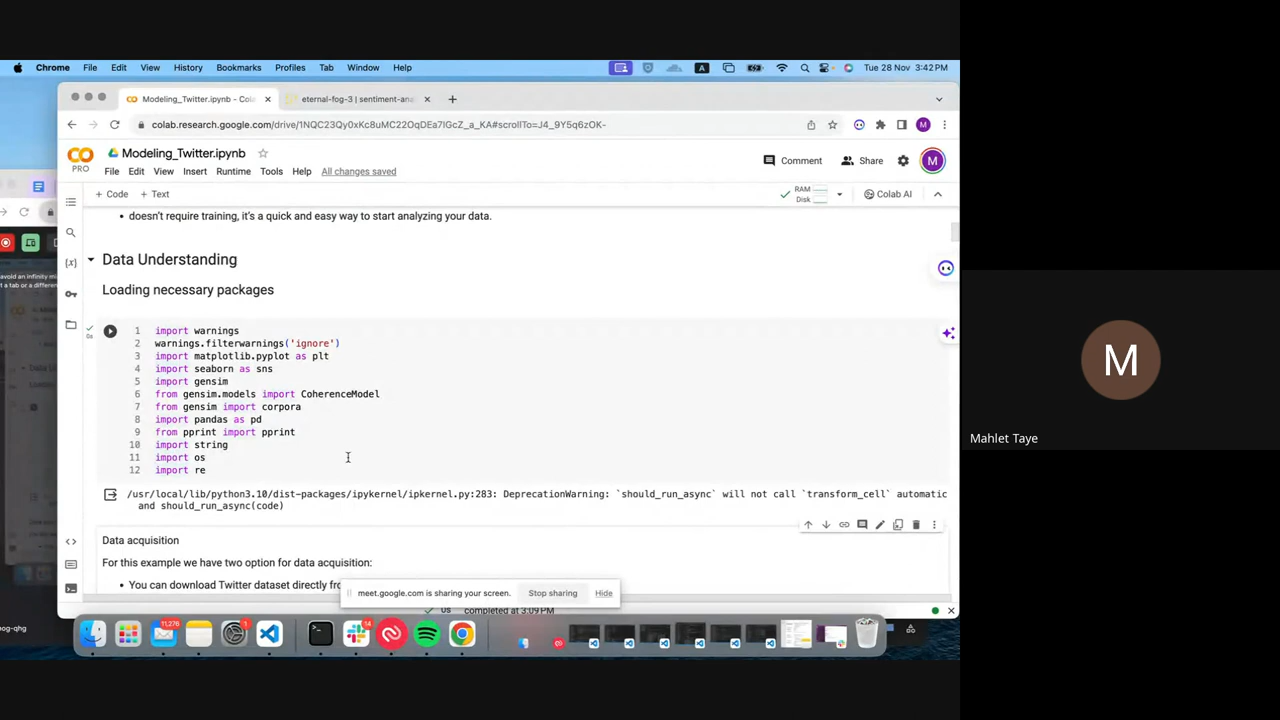 Chrome File Edit View History Bookmarks Profiles Tab Window Help A Tue 28 Nov 3:42 PM
Modeling_Twitter.ipynb - Cola eternal-fog-3 | sentiment-ana
colab.research.google.com/drive/1NQC23Qy0xKc8uMC22OqDEa7lGcZ_a_KA#scrollTo=J4_9Y5q6zOK- M
CO PRO Modeling_Twitter.ipynb Comment Share M
File Edit View Insert Runtime Tools Help All changes saved
+ Code + Text RAM Disk Colab AI
• doesn't require training, it's a quick and easy way to start analyzing your data.
Data Understanding
Loading necessary packages
1 import warnings
2 warnings.filterwarnings('ignore')
3 import matplotlib.pyplot as plt
4 import seaborn as sns
5 import gensim
6 from gensim.models import CoherenceModel
7 from gensim import corpora
8 import pandas as pd
9 from pprint import pprint
10 import string
11 import os
12 import re
/usr/local/lib/python3.10/dist-packages/ipykernel/ipkernel.py:283: DeprecationWarning: `should_run_async` will not call `transform_cell` automatic
and should_run_async(code)
Data acquisition
For this example we have two option for data acquisition:
• You can download Twitter dataset directly fro
meet.google.com is sharing your screen. Stop sharing Hide
completed at 3:09 PM
11,276 1 14
M
Mahlet Taye